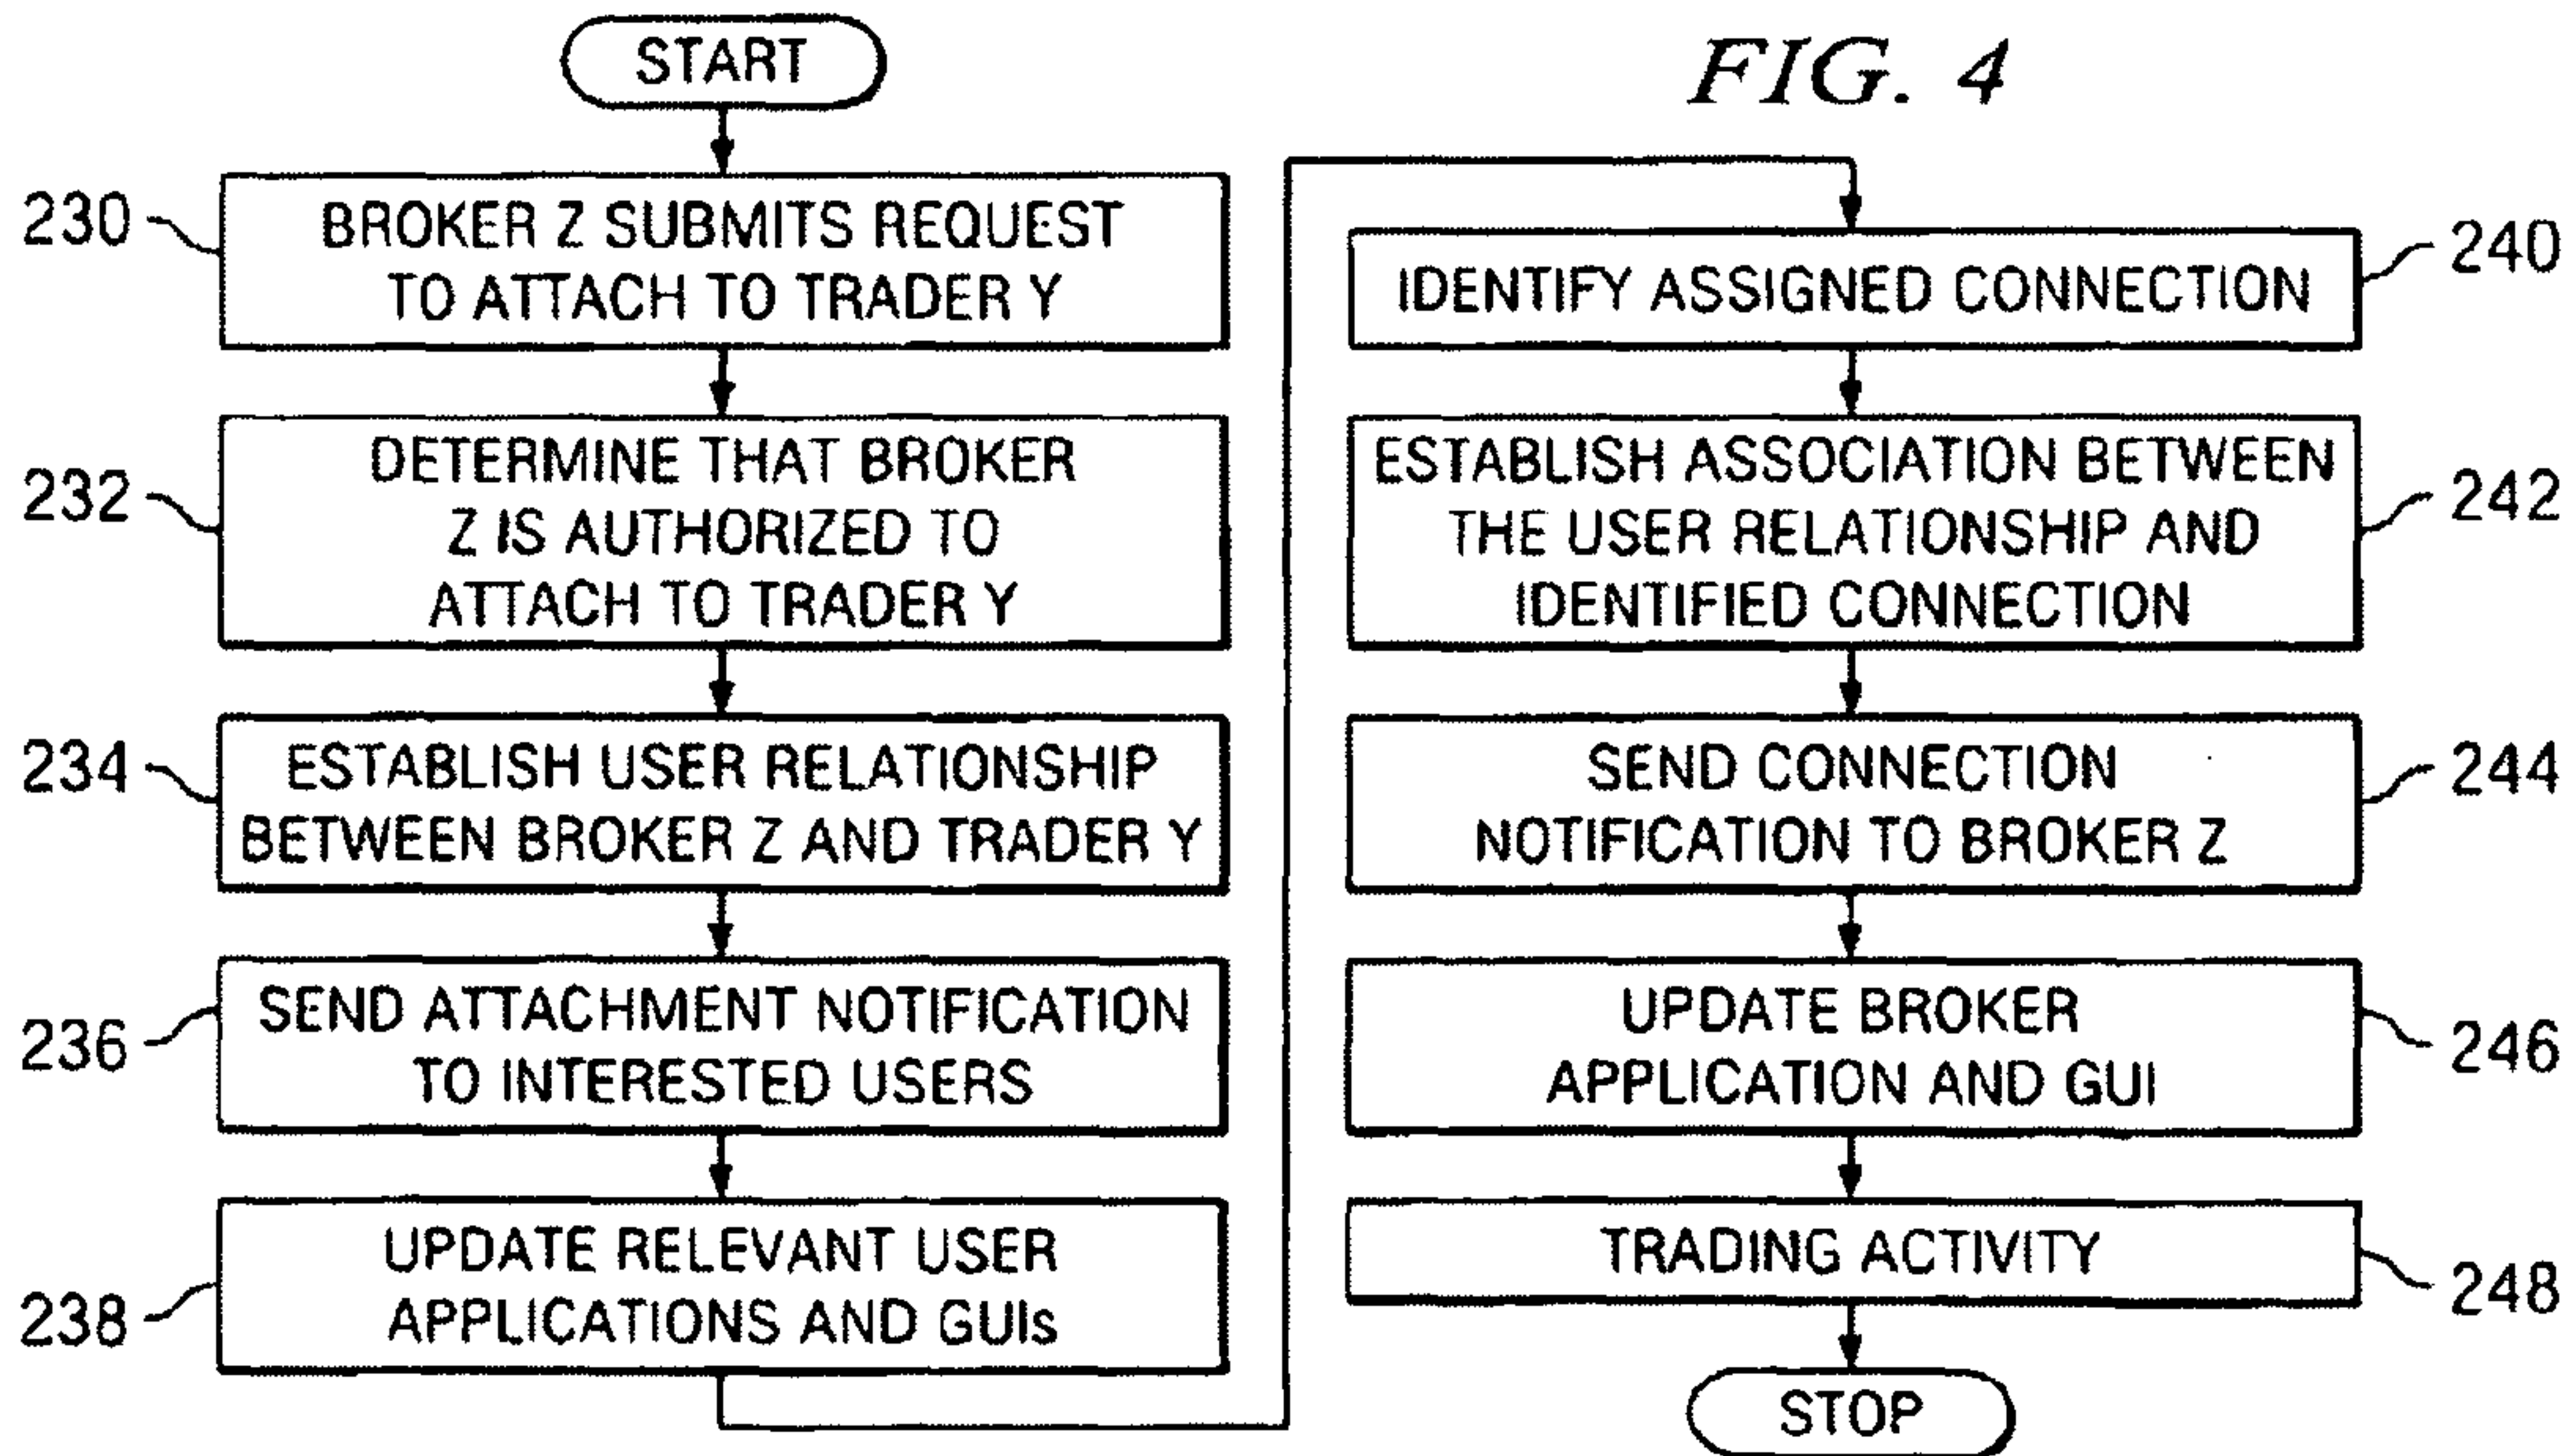 FIG. 4
START
230
BROKER Z SUBMITS REQUEST
TO ATTACH TO TRADER Y
232
DETERMINE THAT BROKER
Z IS AUTHORIZED TO
ATTACH TO TRADER Y
234
ESTABLISH USER RELATIONSHIP
BETWEEN BROKER Z AND TRADER Y
236
SEND ATTACHMENT NOTIFICATION
TO INTERESTED USERS
238
UPDATE RELEVANT USER
APPLICATIONS AND GUIs
240
IDENTIFY ASSIGNED CONNECTION
242
ESTABLISH ASSOCIATION BETWEEN
THE USER RELATIONSHIP AND
IDENTIFIED CONNECTION
244
SEND CONNECTION
NOTIFICATION TO BROKER Z
246
UPDATE BROKER
APPLICATION AND GUI
248
TRADING ACTIVITY
STOP